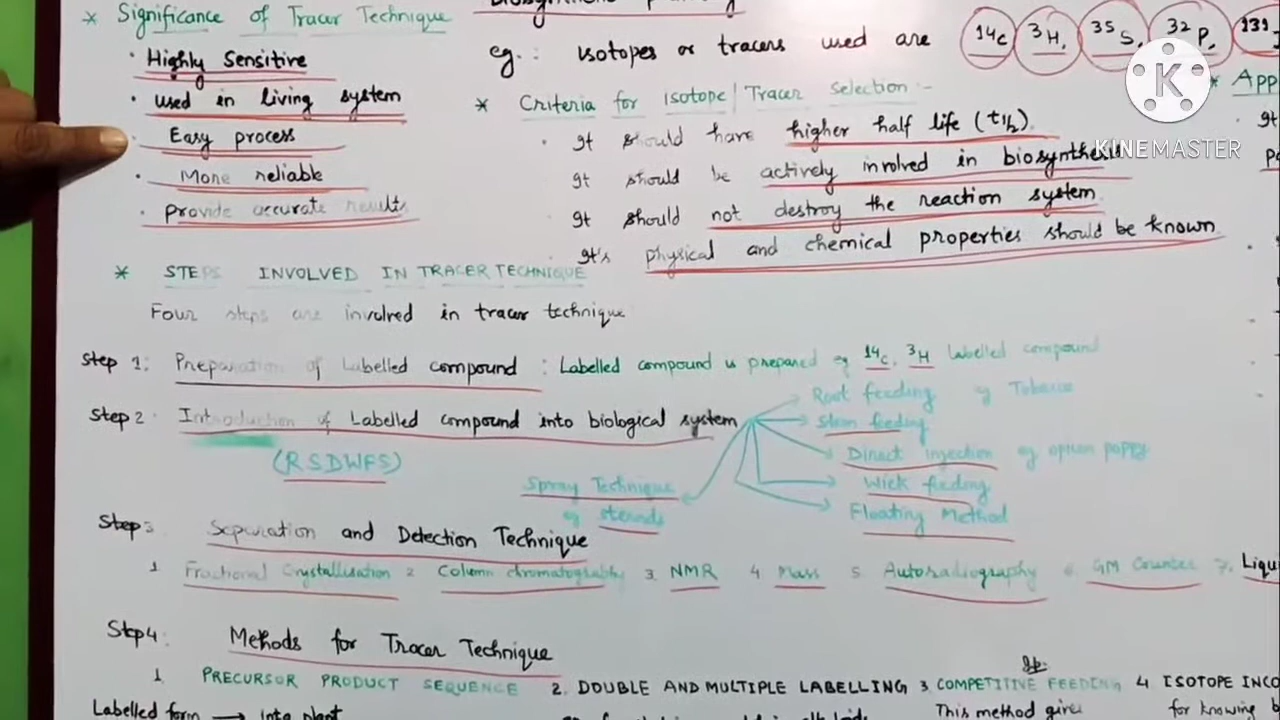 * Significance of Tracer Technique
· Highly Sensitive
· used in living system
· Easy process
· More reliable
· Provide accurate results
eg.: isotopes or tracers used are 14C 3H, 35S, 32P, 131
* Criteria for Isotope/Tracer Selection :-
· It should have higher half life (t1/2)
It should be actively involved in biosynthesis
It should not destroy the reaction system
It's physical and chemical properties should be known
* App
K
KINEMASTER
* STEPS INVOLVED IN TRACER TECHNIQUE
Four steps are involved in tracer technique
Step 1: Preparation of Labelled compound : Labelled compound is prepared eg 14C, 3H labelled compound
Step 2: Introduction of Labelled compound into biological system
(RSDWFS)
Root feeding eg Tobacco
Stem feeding
Direct injection eg opium poppy
Wick feeding
Floating Method
Spray Technique
eg steroids
Step 3 Separation and Detection Technique
1 Fractional Crystallisation 2 Column chromatography 3. NMR 4. Mass 5. Autoradiography 6. GM Counter 7. Liqu
Step 4: Methods for Tracer Technique
1. PRECURSOR PRODUCT SEQUENCE 2. DOUBLE AND MULTIPLE LABELLING 3 COMPETITIVE FEEDING 4 ISOTOPE INCO
Labelled form → Into plant
This method gives
for knowing b